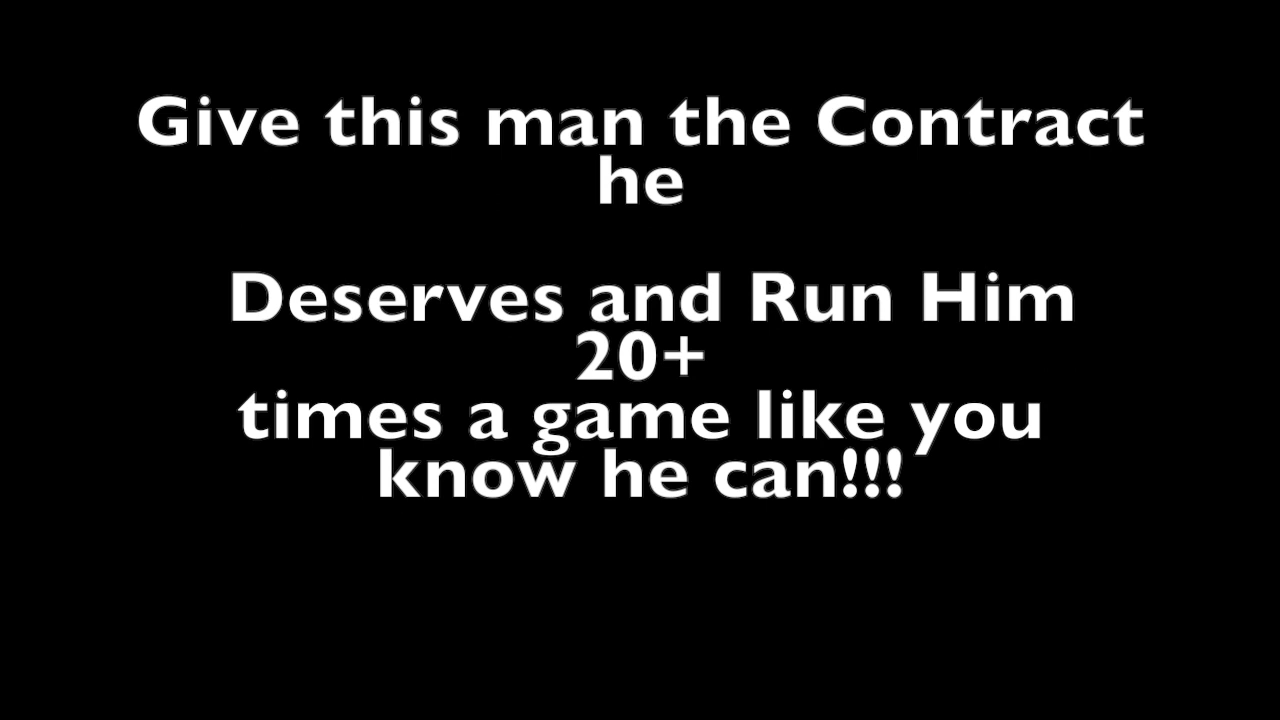 Give this man the Contract
he
Deserves and Run Him
20+
times a game like you
know he can!!!